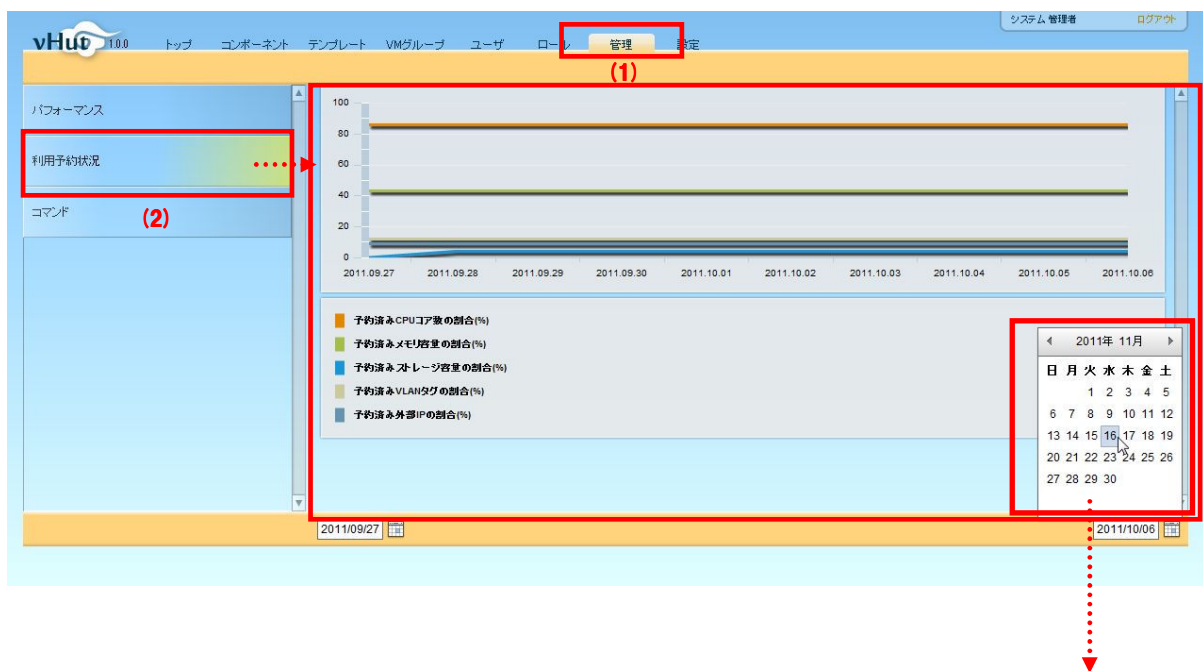 システム 管理者 ログアウト
vHut 1.0.0 トップ コンポーネント テンプレート VMグループ ユーザ ロール 管理 設定
(1)
パフォーマンス
利用予約状況
コマンド
(2)
100
80
60
40
20
0
2011.09.27 2011.09.28 2011.09.29 2011.09.30 2011.10.01 2011.10.02 2011.10.03 2011.10.04 2011.10.05 2011.10.06
予約済みCPUコア数の割合(%)
予約済みメモリ容量の割合(%)
予約済みストレージ容量の割合(%)
予約済みVLANタグの割合(%)
予約済み外部IPの割合(%)
2011年 11月
日 月 火 水 木 金 土
1 2 3 4 5
6 7 8 9 10 11 12
13 14 15 16 17 18 19
20 21 22 23 24 25 26
27 28 29 30
2011/09/27
2011/10/06